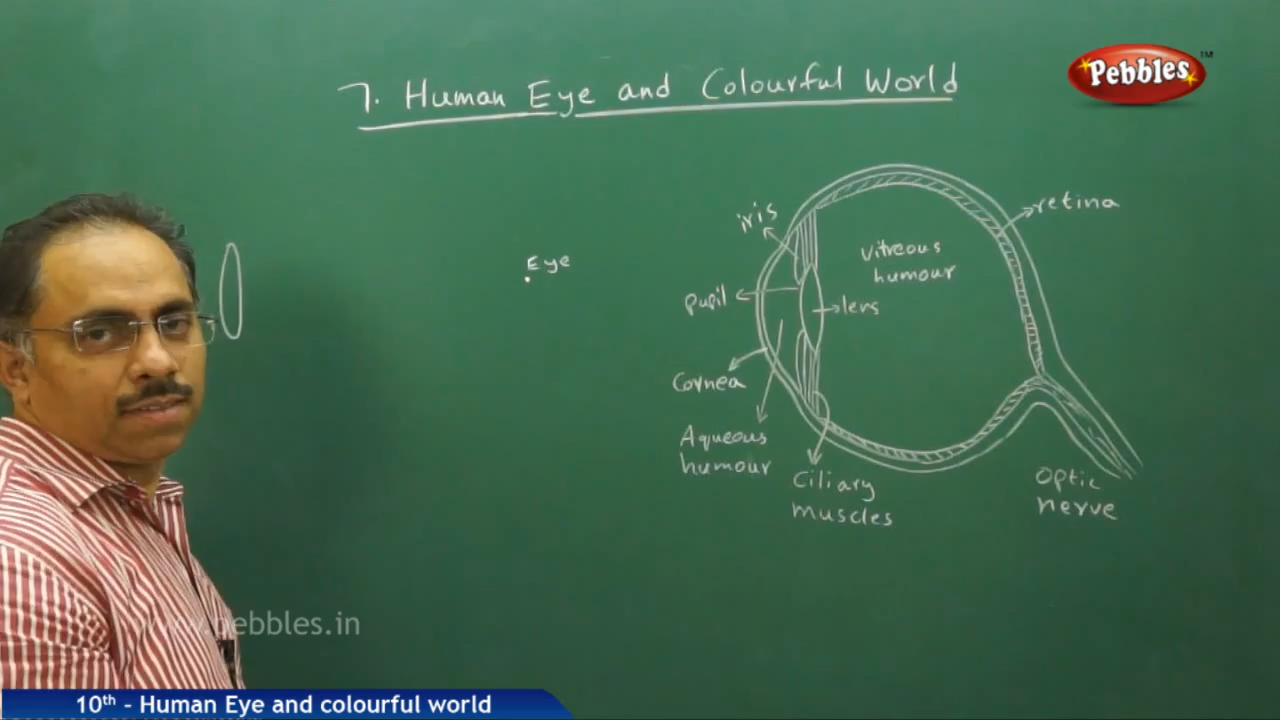 Pebbles™
7. Human Eye and Colourful World
iris
retina
Vitreous
humour
Eye
pupil
lens
Cornea
Aqueous
humour
Ciliary
muscles
Optic
nerve
www.pebbles.in
10th - Human Eye and colourful world